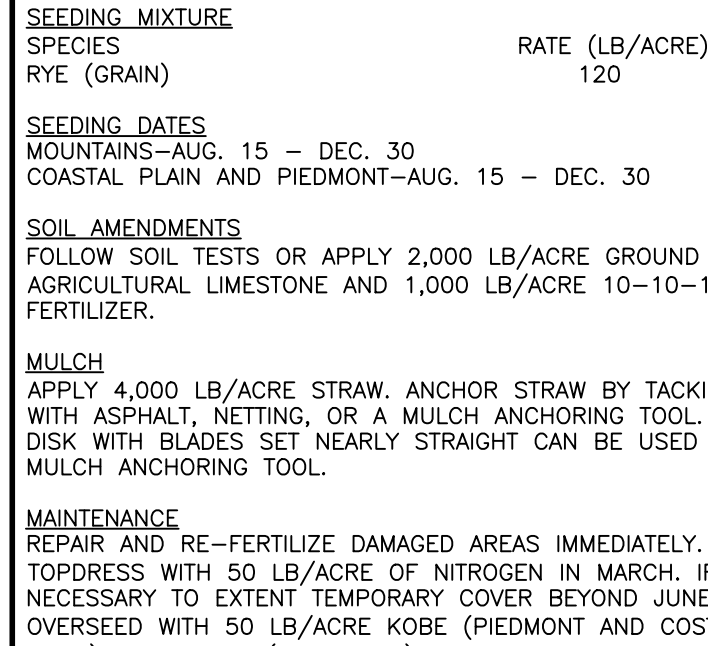 SEEDING MIXTURE
SPECIES RATE (LB/ACRE)
RYE (GRAIN) 120
SEEDING DATES
MOUNTAINS—AUG. 15 — DEC. 30
COASTAL PLAIN AND PIEDMONT—AUG. 15 — DEC. 30
SOIL AMENDMENTS
FOLLOW SOIL TESTS OR APPLY 2,000 LB/ACRE GROUND
AGRICULTURAL LIMESTONE AND 1,000 LB/ACRE 10—10—1
FERTILIZER.
MULCH
APPLY 4,000 LB/ACRE STRAW. ANCHOR STRAW BY TACKI
WITH ASPHALT, NETTING, OR A MULCH ANCHORING TOOL.
DISK WITH BLADES SET NEARLY STRAIGHT CAN BE USED
MULCH ANCHORING TOOL.
MAINTENANCE
REPAIR AND RE—FERTILIZE DAMAGED AREAS IMMEDIATELY.
TOPDRESS WITH 50 LB/ACRE OF NITROGEN IN MARCH. IF
NECESSARY TO EXTENT TEMPORARY COVER BEYOND JUNE
OVERSEED WITH 50 LB/ACRE KOBE (PIEDMONT AND COST